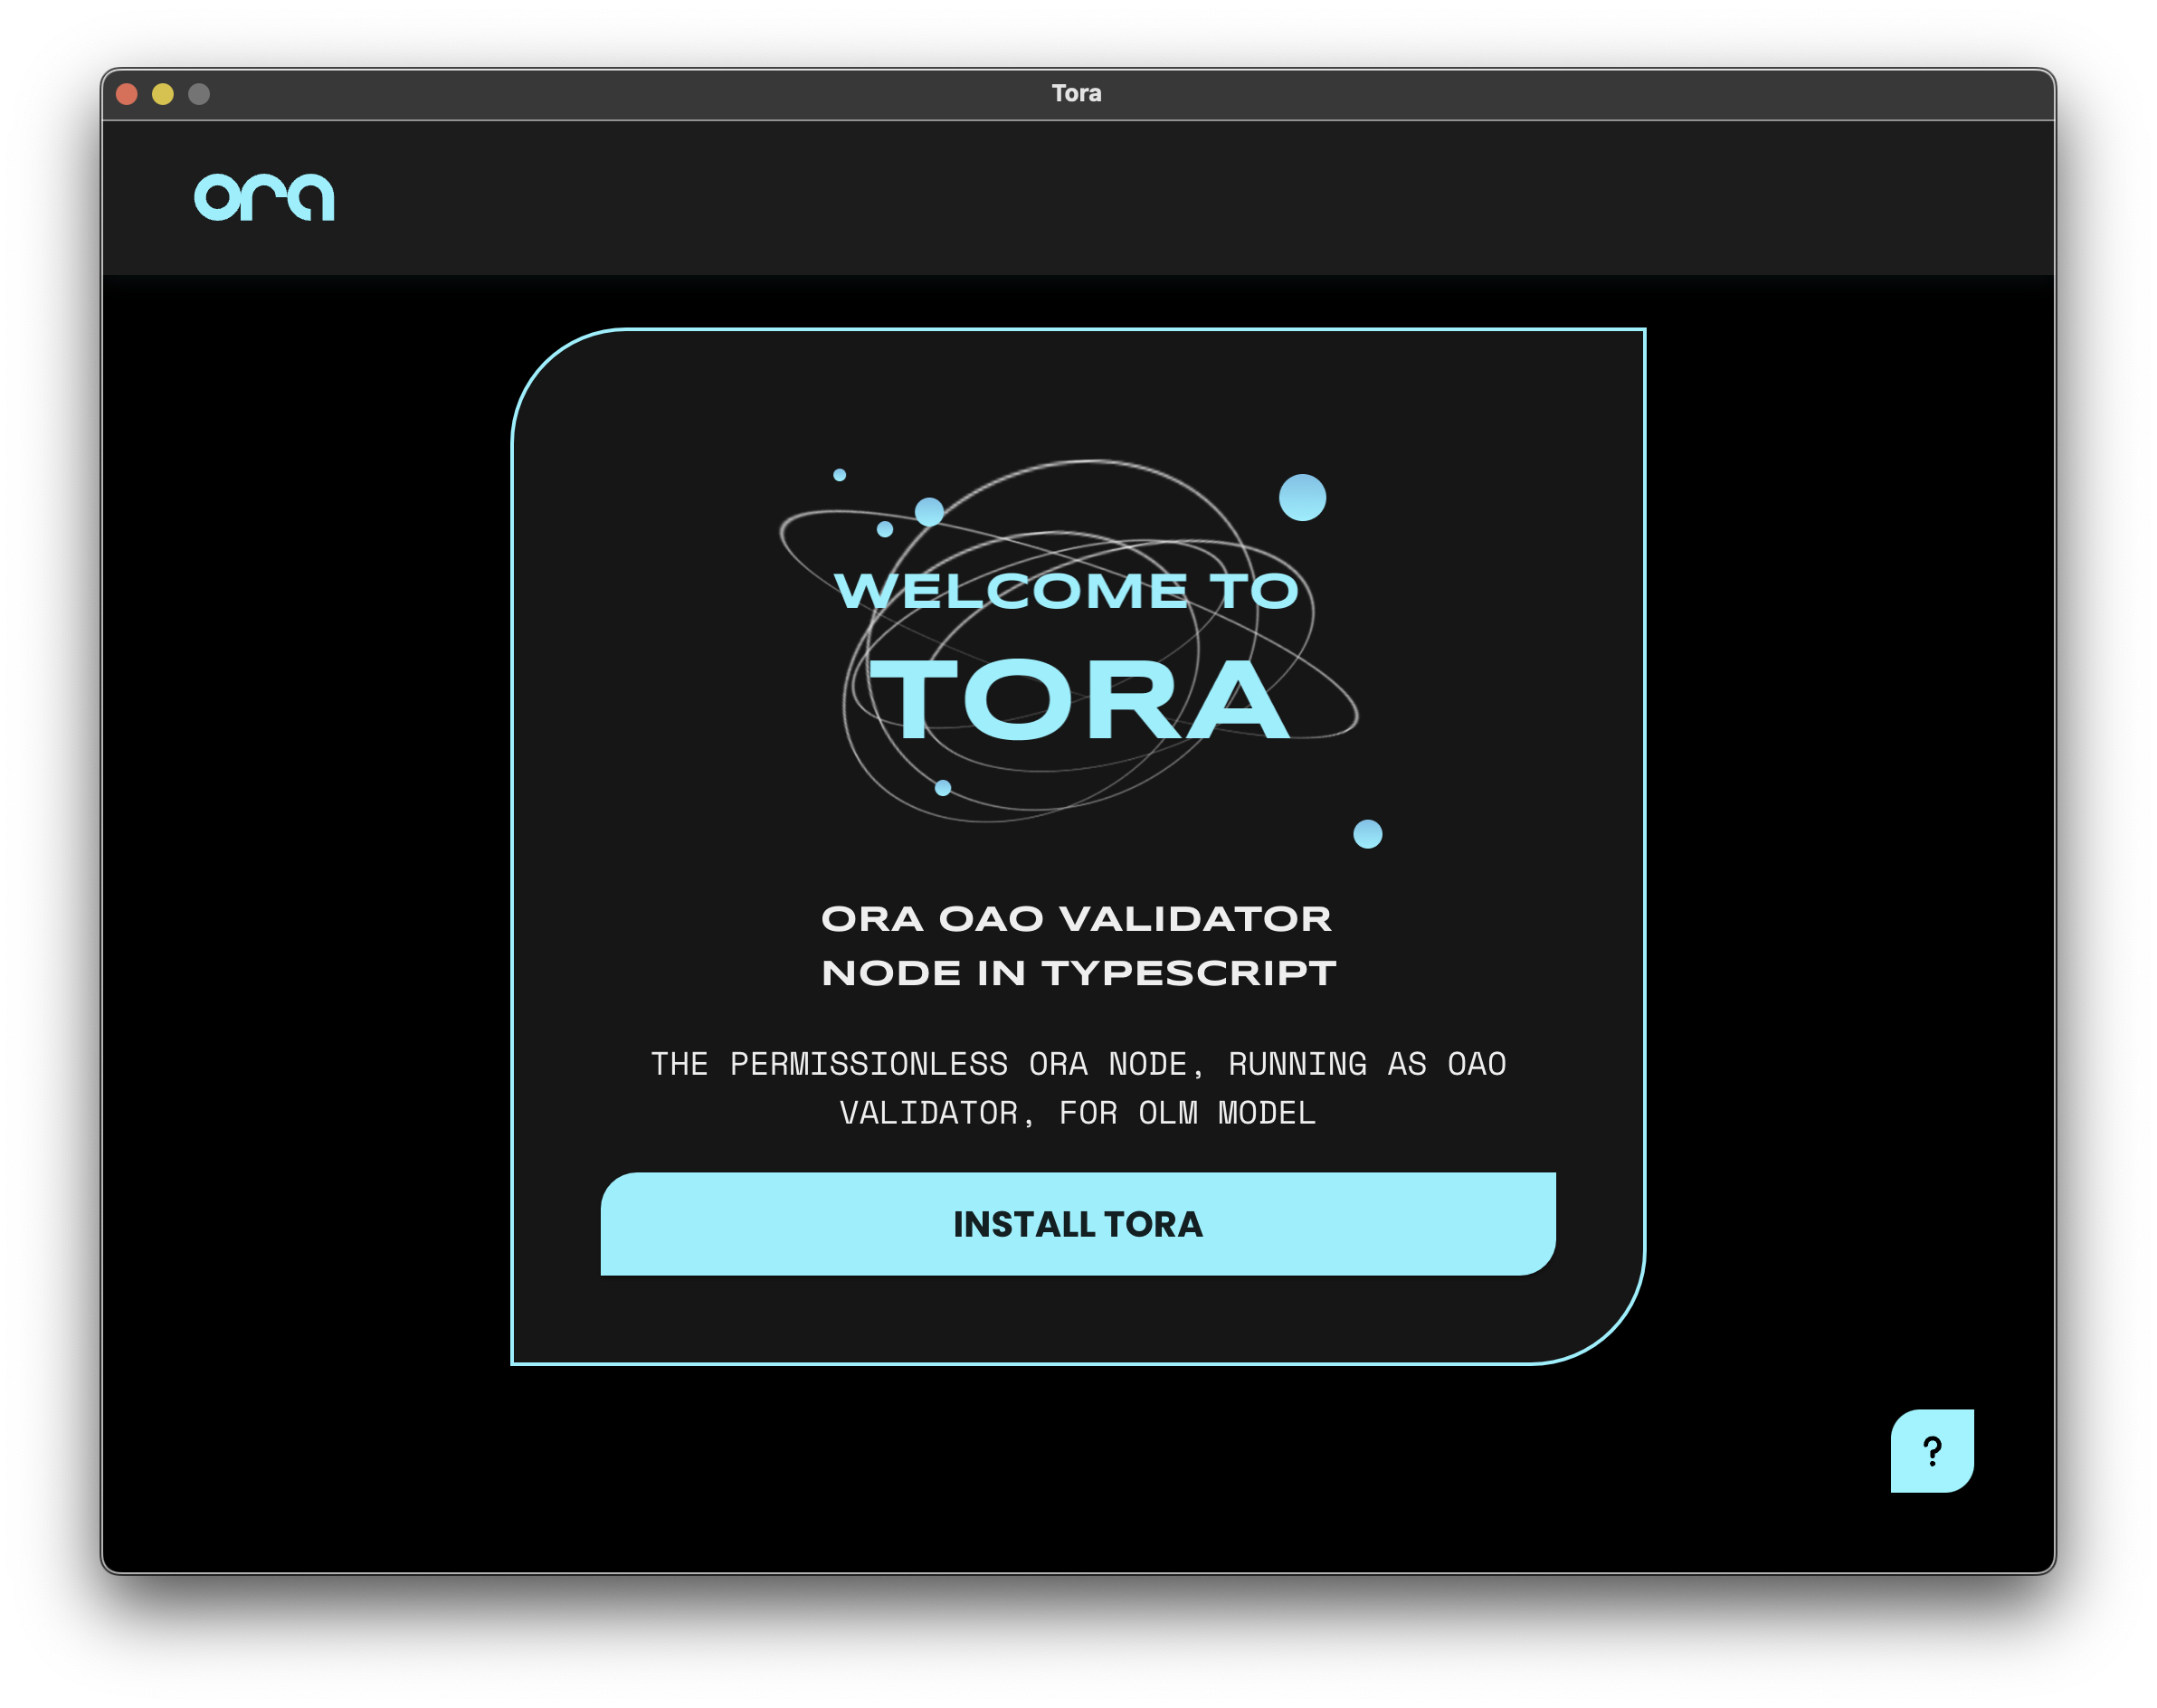 Tora
ora
WELCOME TO
TORA
ORA OAO VALIDATOR
NODE IN TYPESCRIPT
THE PERMISSIONLESS ORA NODE, RUNNING AS OAO
VALIDATOR, FOR OLM MODEL
INSTALL TORA
?